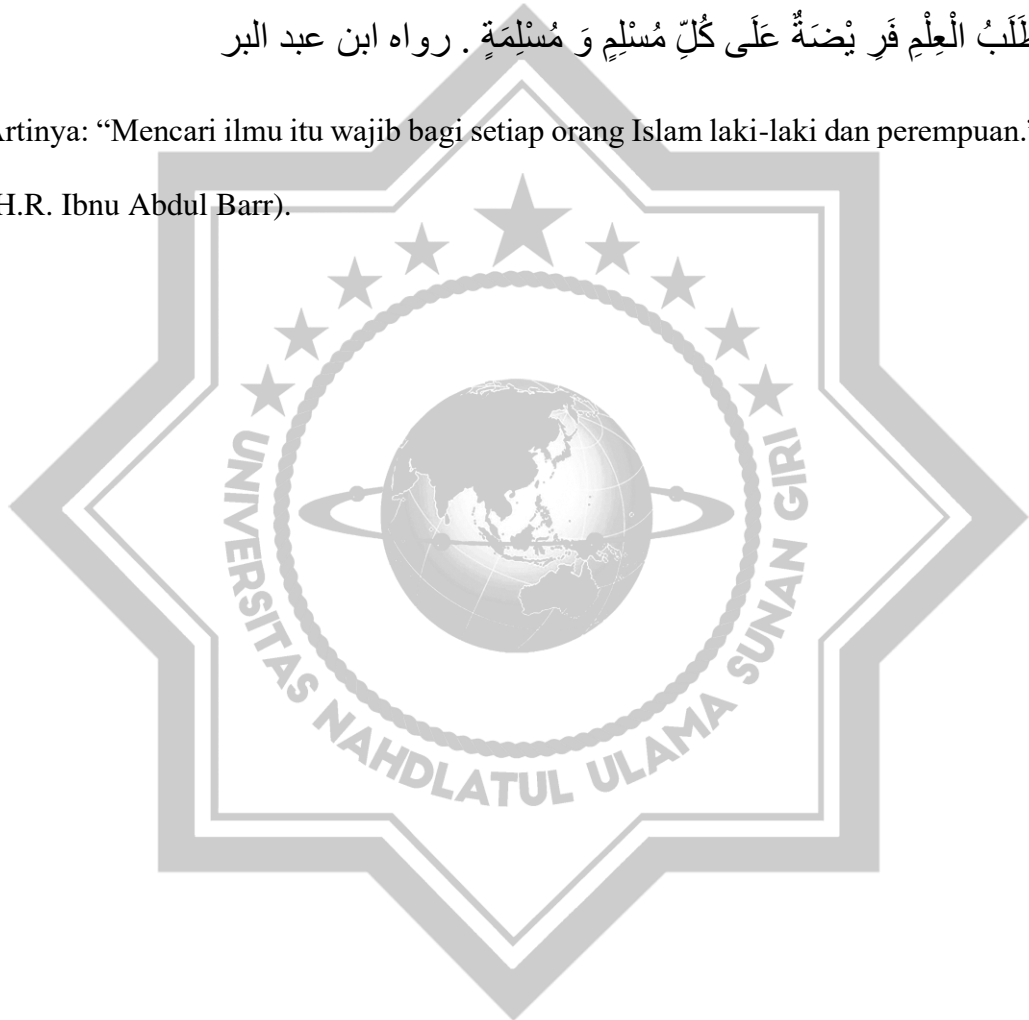 طَلَبُ الْعِلْمِ فَرِ يْضَةٌ عَلَى كُلِّ مُسْلِمٍ وَ مُسْلِمَةٍ . رواه ابن عبد البر
Artinya: “Mencari ilmu itu wajib bagi setiap orang Islam laki-laki dan perempuan.”
(H.R. Ibnu Abdul Barr).
UNIVERSITAS NAHDLATUL ULAMA SUNAN GIRI